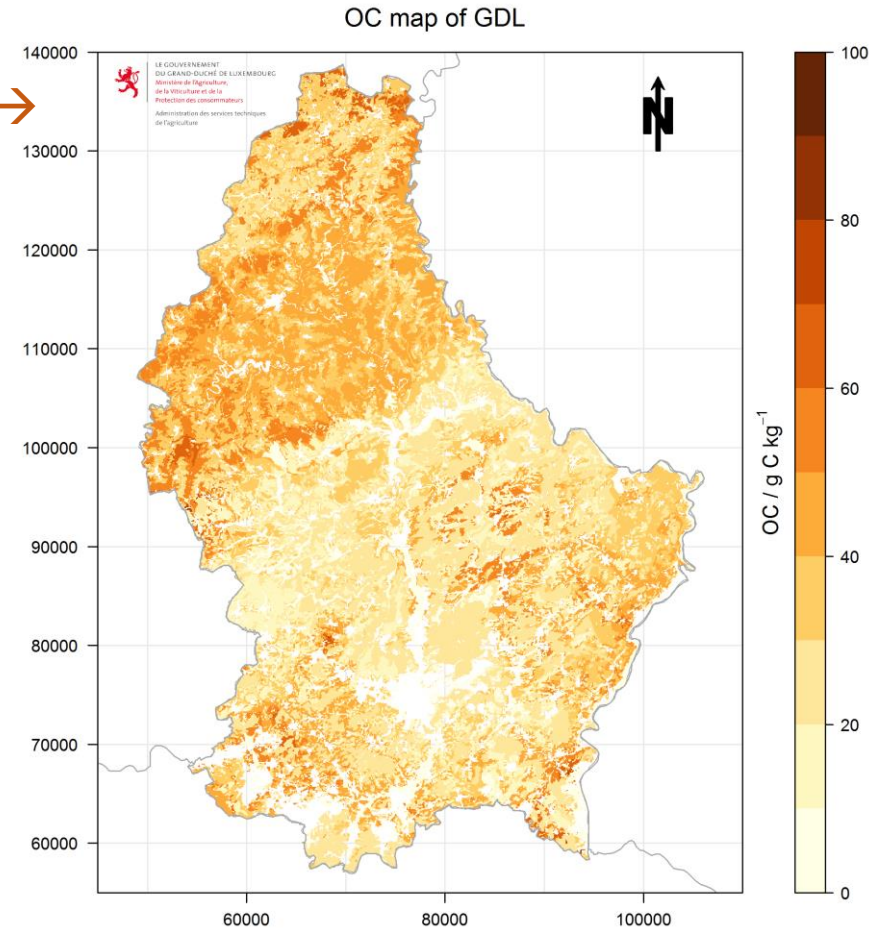 OC map of GDL
LE GOUVERNEMENT
DU GRAND-DUCHÉ DE LUXEMBOURG
Ministère de l'Agriculture,
de la Viticulture et de la
Protection des consommateurs
Administration des services techniques
de l'agriculture
N
140000
130000
120000
110000
100000
90000
80000
70000
60000
60000
80000
100000
OC / g C kg⁻¹
100
80
60
40
20
0